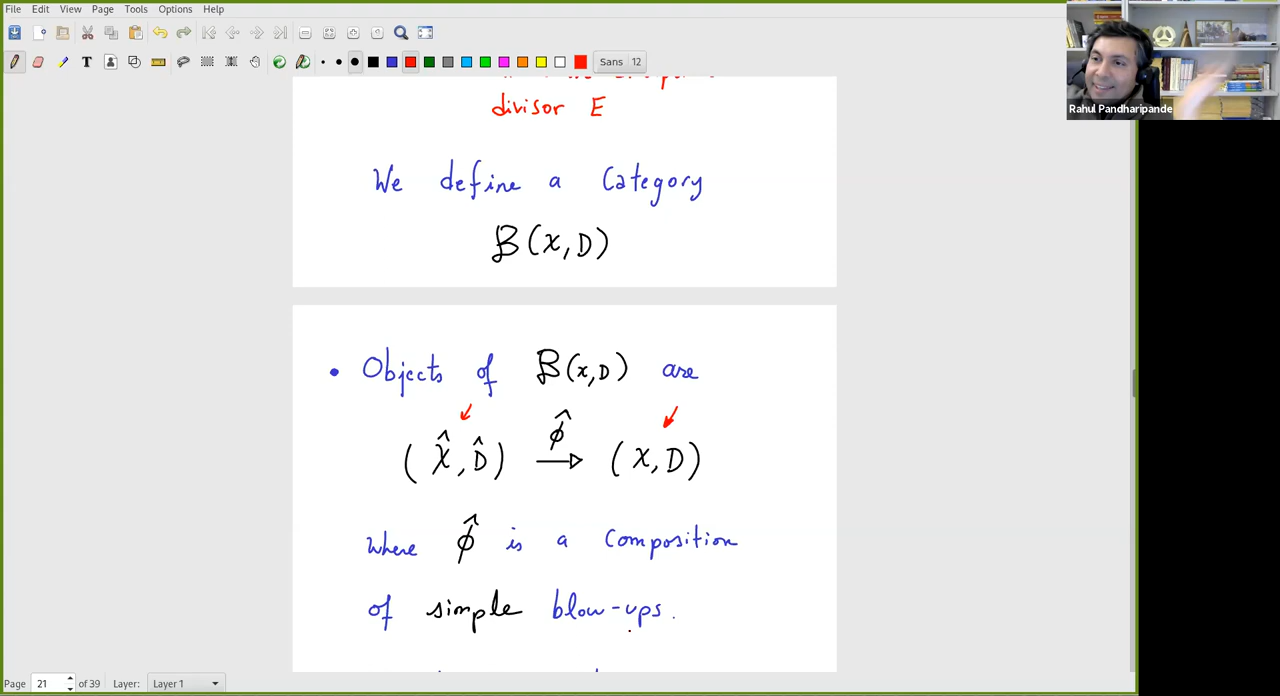 File Edit View Page Tools Options Help
Sans 12
Rahul Pandharipande
divisor E
We define a Category
B(X,D)
• Objects of B(X,D) are
(X̂,D̂) φ̂ → (X,D)
where φ̂ is a composition
of simple blow-ups.
Page 21 of 39 Layer: Layer 1